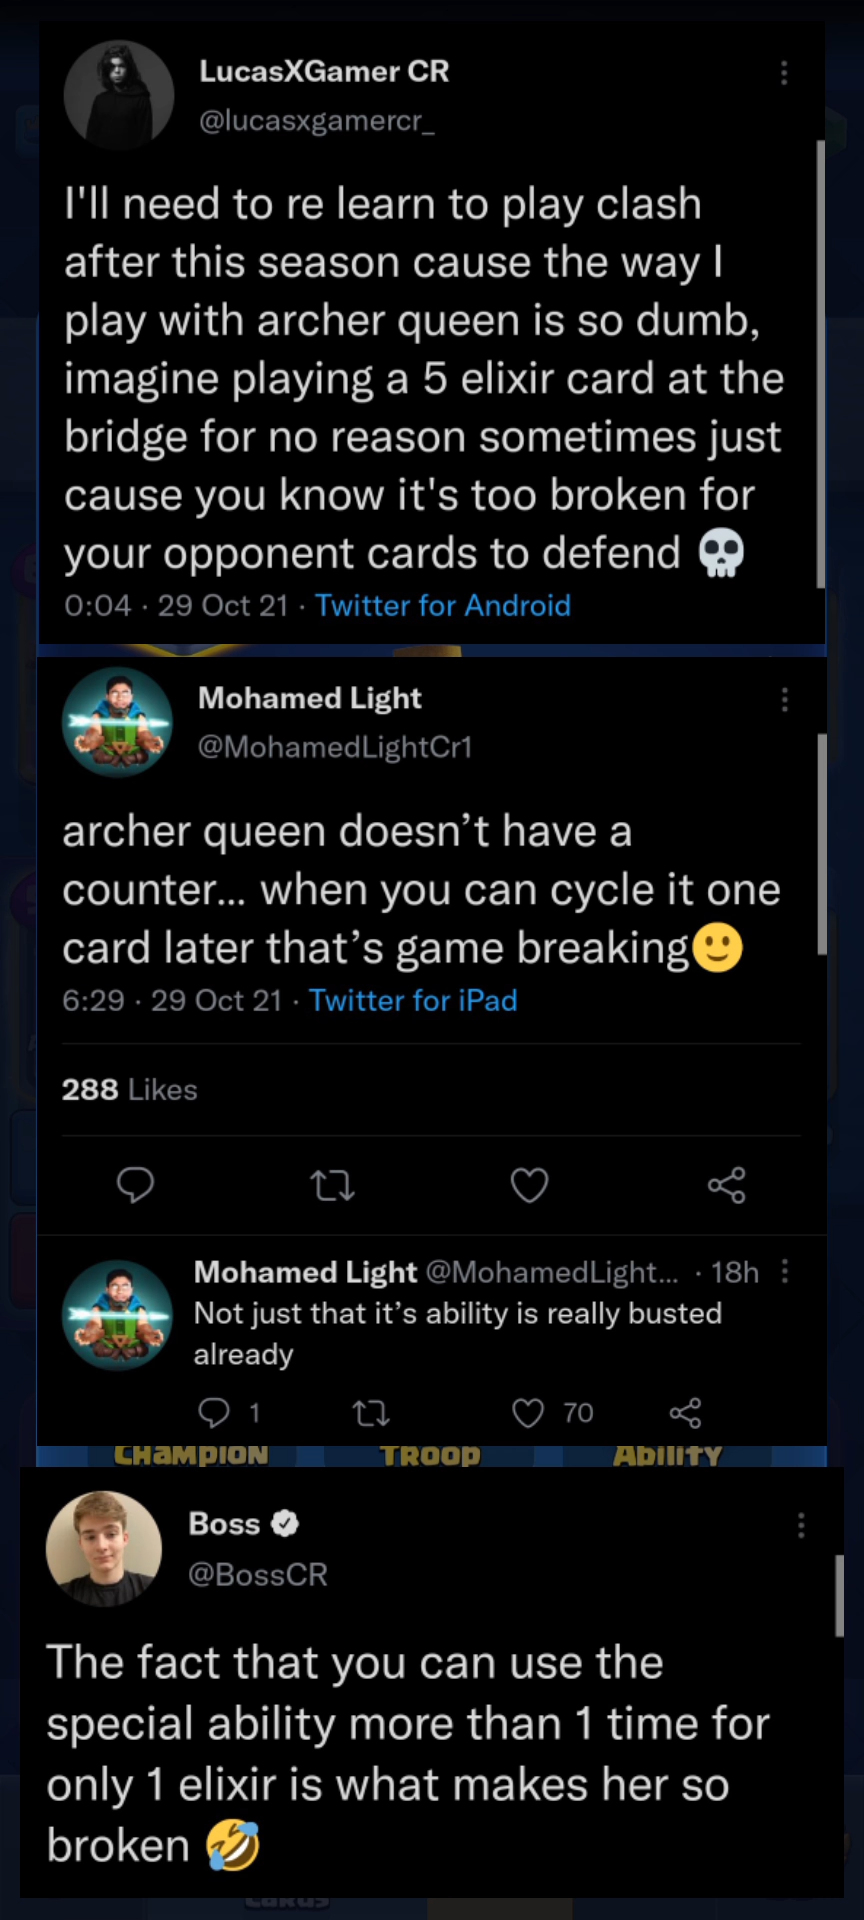 LucasXGamer CR
@lucasxgamercr_
I'll need to re learn to play clash
after this season cause the way I
play with archer queen is so dumb,
imagine playing a 5 elixir card at the
bridge for no reason sometimes just
cause you know it's too broken for
your opponent cards to defend 💀
0:04 · 29 Oct 21 · Twitter for Android
Mohamed Light
@MohamedLightCr1
archer queen doesn’t have a
counter... when you can cycle it one
card later that’s game breaking🙂
6:29 · 29 Oct 21 · Twitter for iPad
288 Likes
Mohamed Light @MohamedLight... · 18h
Not just that it’s ability is really busted
already
1 70
CHAMPION TROOP Ability
Boss
@BossCR
The fact that you can use the
special ability more than 1 time for
only 1 elixir is what makes her so
broken 🤣
Cards